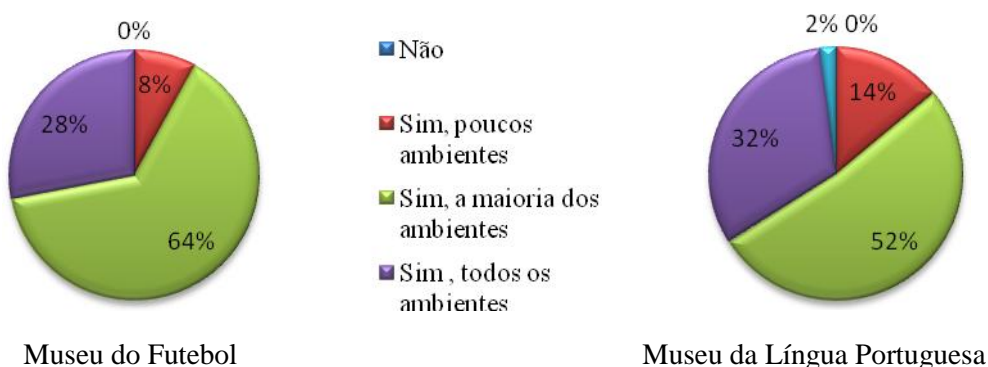 0%
8%
28%
64%
Não
Sim, poucos
ambientes
Sim, a maioria dos
ambientes
Sim , todos os
ambientes
2% 0%
14%
32%
52%
Museu do Futebol
Museu da Língua Portuguesa